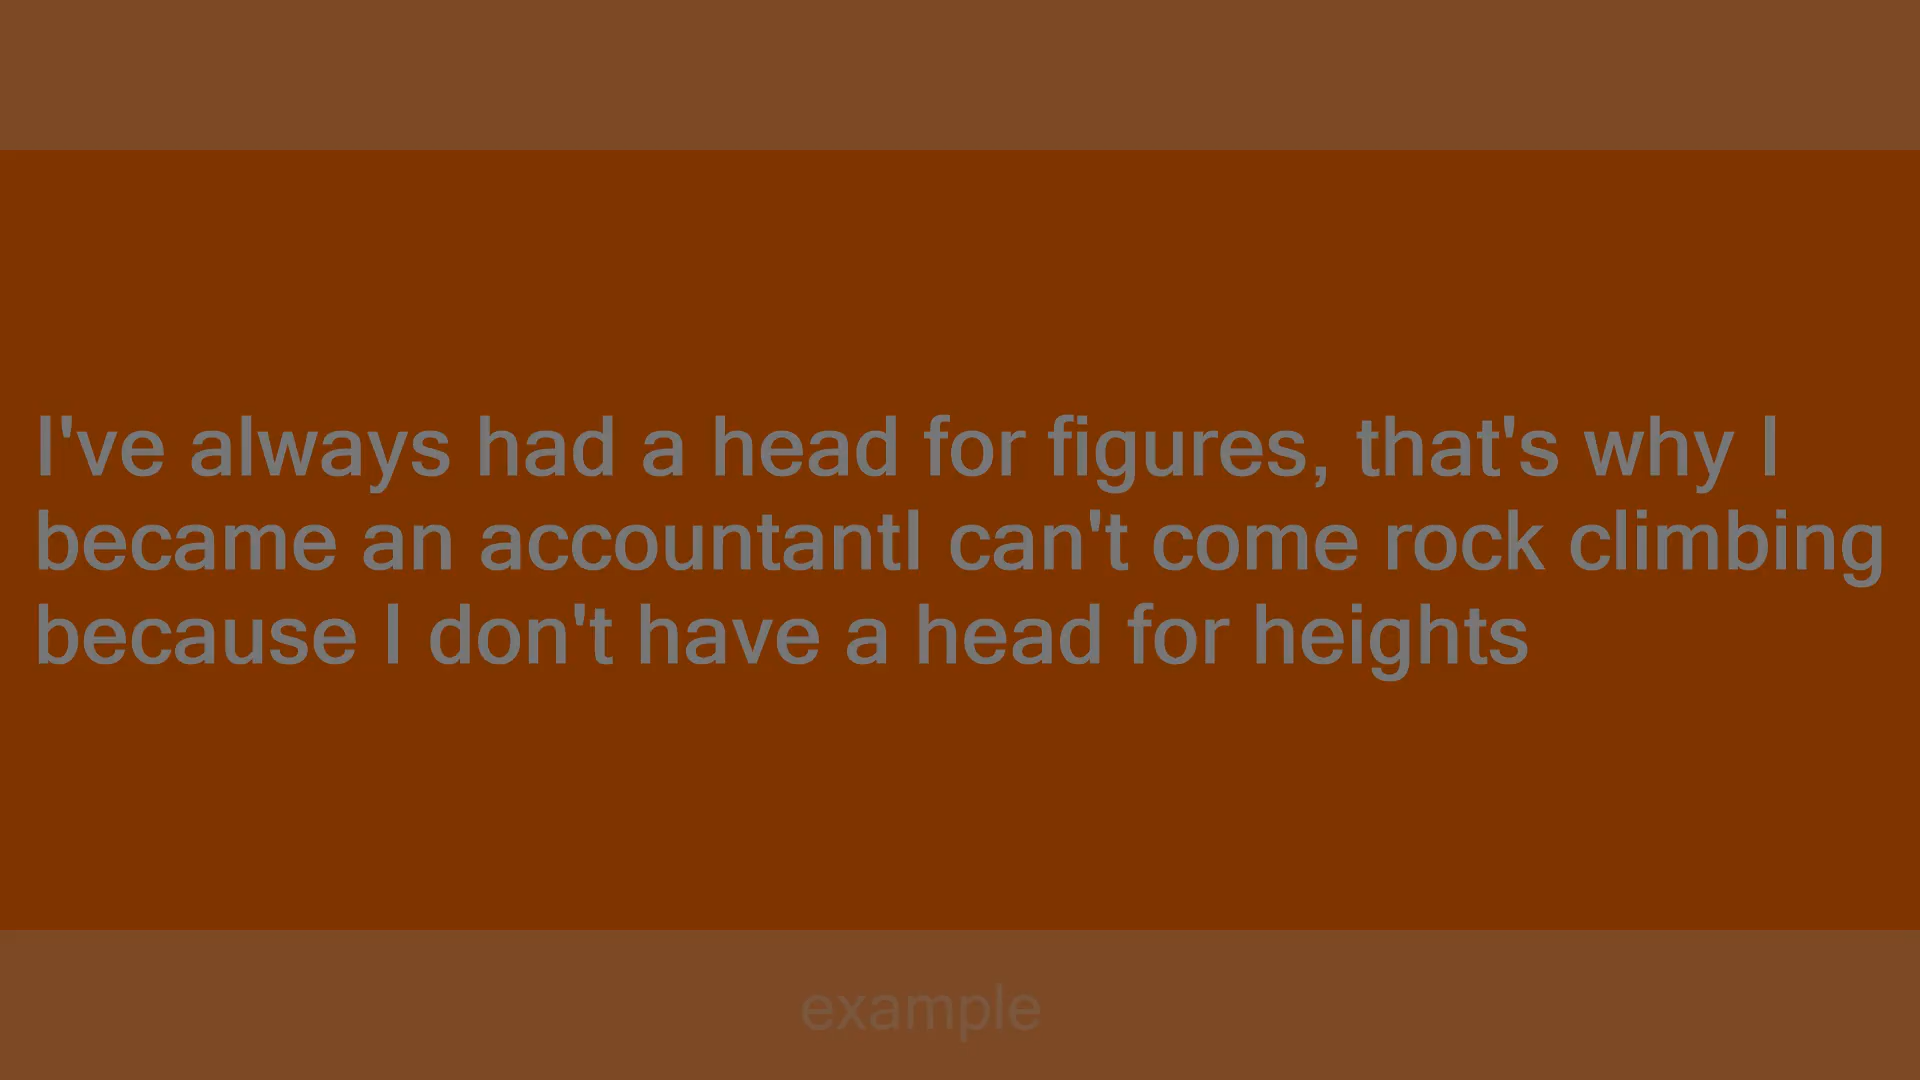 I've always had a head for figures, that's why I
became an accountantI can't come rock climbing
because I don't have a head for heights
example